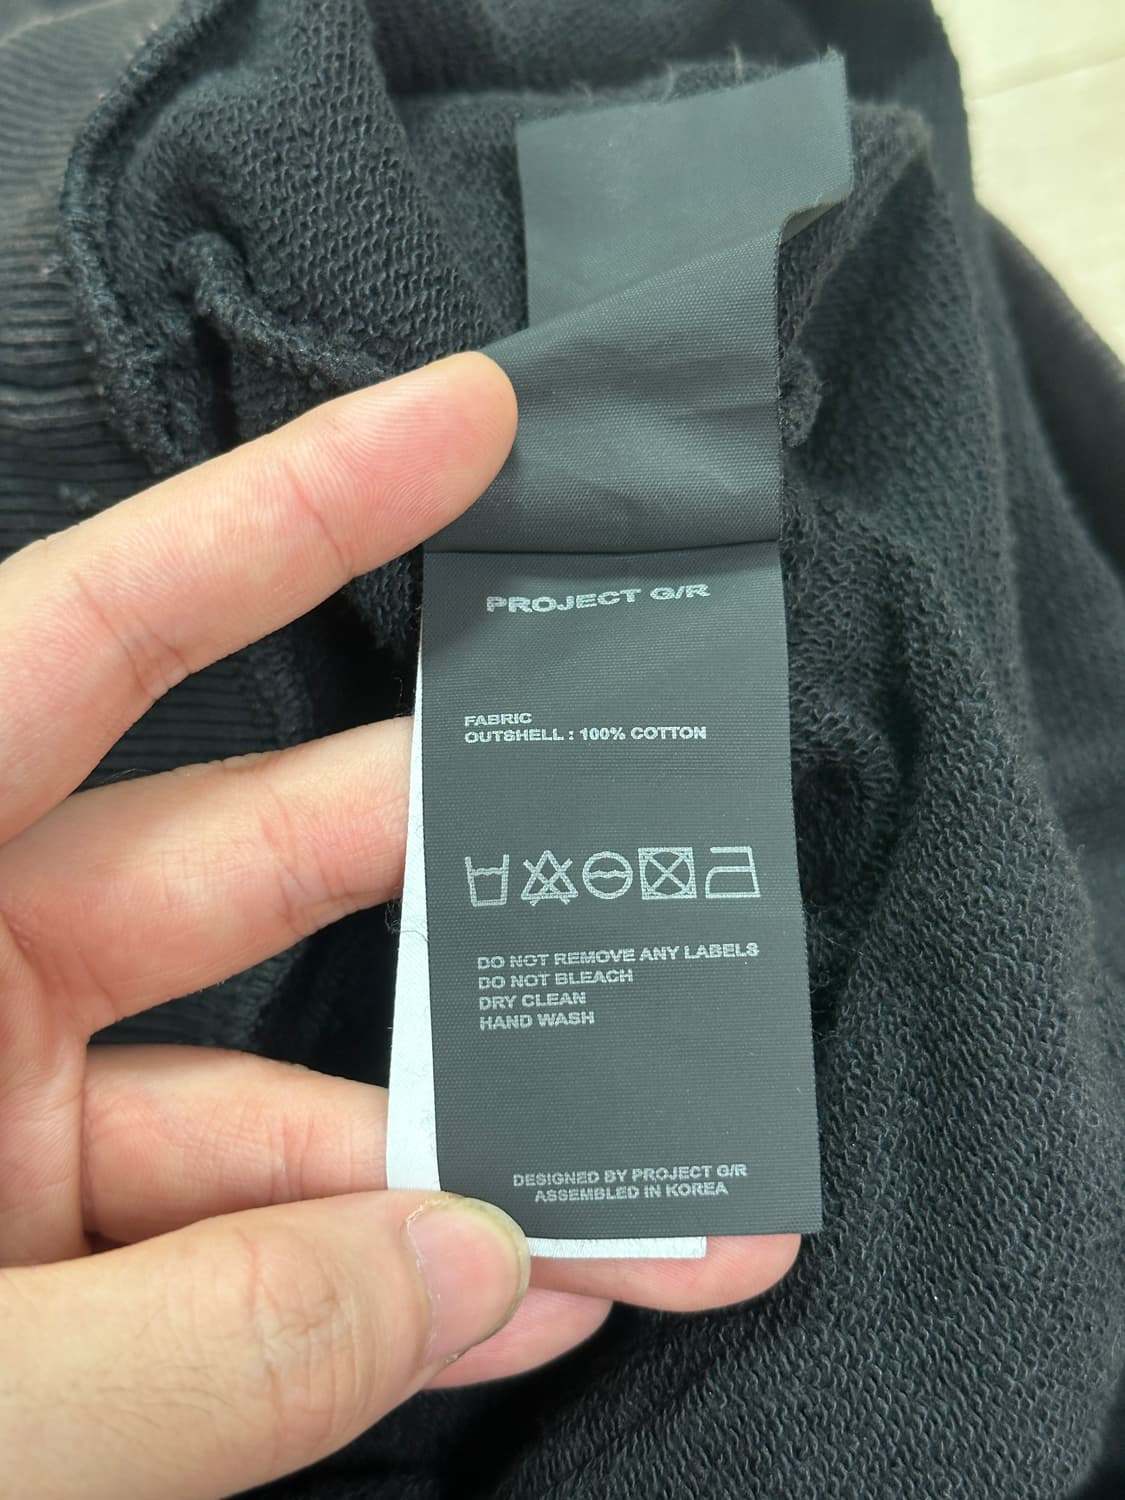 PROJECT G/R
FABRIC
OUTSHELL : 100% COTTON
DO NOT REMOVE ANY LABELS
DO NOT BLEACH
DRY CLEAN
HAND WASH
DESIGNED BY PROJECT G/R
ASSEMBLED IN KOREA